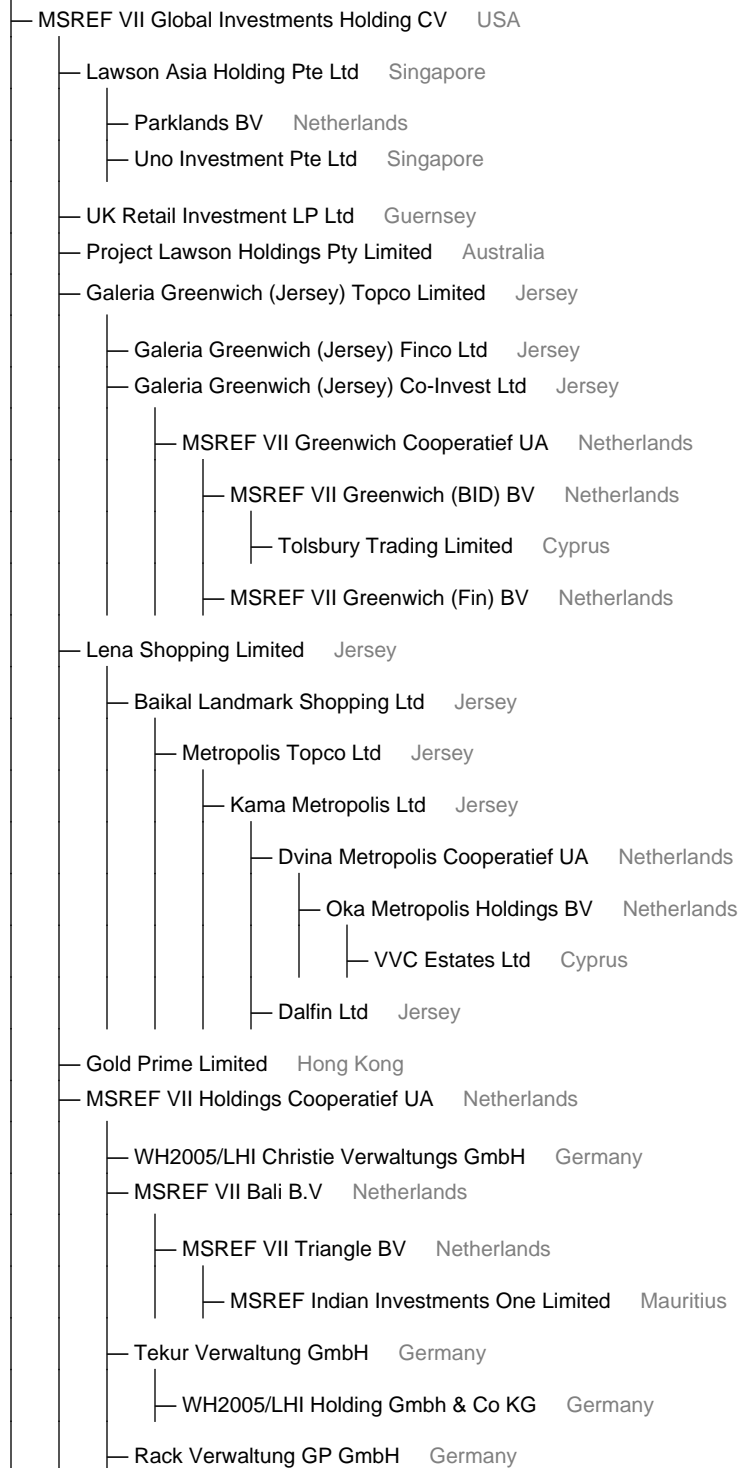 MSREF VII Global Investments Holding CV USA
Lawson Asia Holding Pte Ltd Singapore
Parklands BV Netherlands
Uno Investment Pte Ltd Singapore
UK Retail Investment LP Ltd Guernsey
Project Lawson Holdings Pty Limited Australia
Galeria Greenwich (Jersey) Topco Limited Jersey
Galeria Greenwich (Jersey) Finco Ltd Jersey
Galeria Greenwich (Jersey) Co-Invest Ltd Jersey
MSREF VII Greenwich Cooperatief UA Netherlands
MSREF VII Greenwich (BID) BV Netherlands
Tolsbury Trading Limited Cyprus
MSREF VII Greenwich (Fin) BV Netherlands
Lena Shopping Limited Jersey
Baikal Landmark Shopping Ltd Jersey
Metropolis Topco Ltd Jersey
Kama Metropolis Ltd Jersey
Dvina Metropolis Cooperatief UA Netherlands
Oka Metropolis Holdings BV Netherlands
VVC Estates Ltd Cyprus
Dalfin Ltd Jersey
Gold Prime Limited Hong Kong
MSREF VII Holdings Cooperatief UA Netherlands
WH2005/LHI Christie Verwaltungs GmbH Germany
MSREF VII Bali B.V Netherlands
MSREF VII Triangle BV Netherlands
MSREF Indian Investments One Limited Mauritius
Tekur Verwaltung GmbH Germany
WH2005/LHI Holding Gmbh & Co KG Germany
Rack Verwaltung GP GmbH Germany